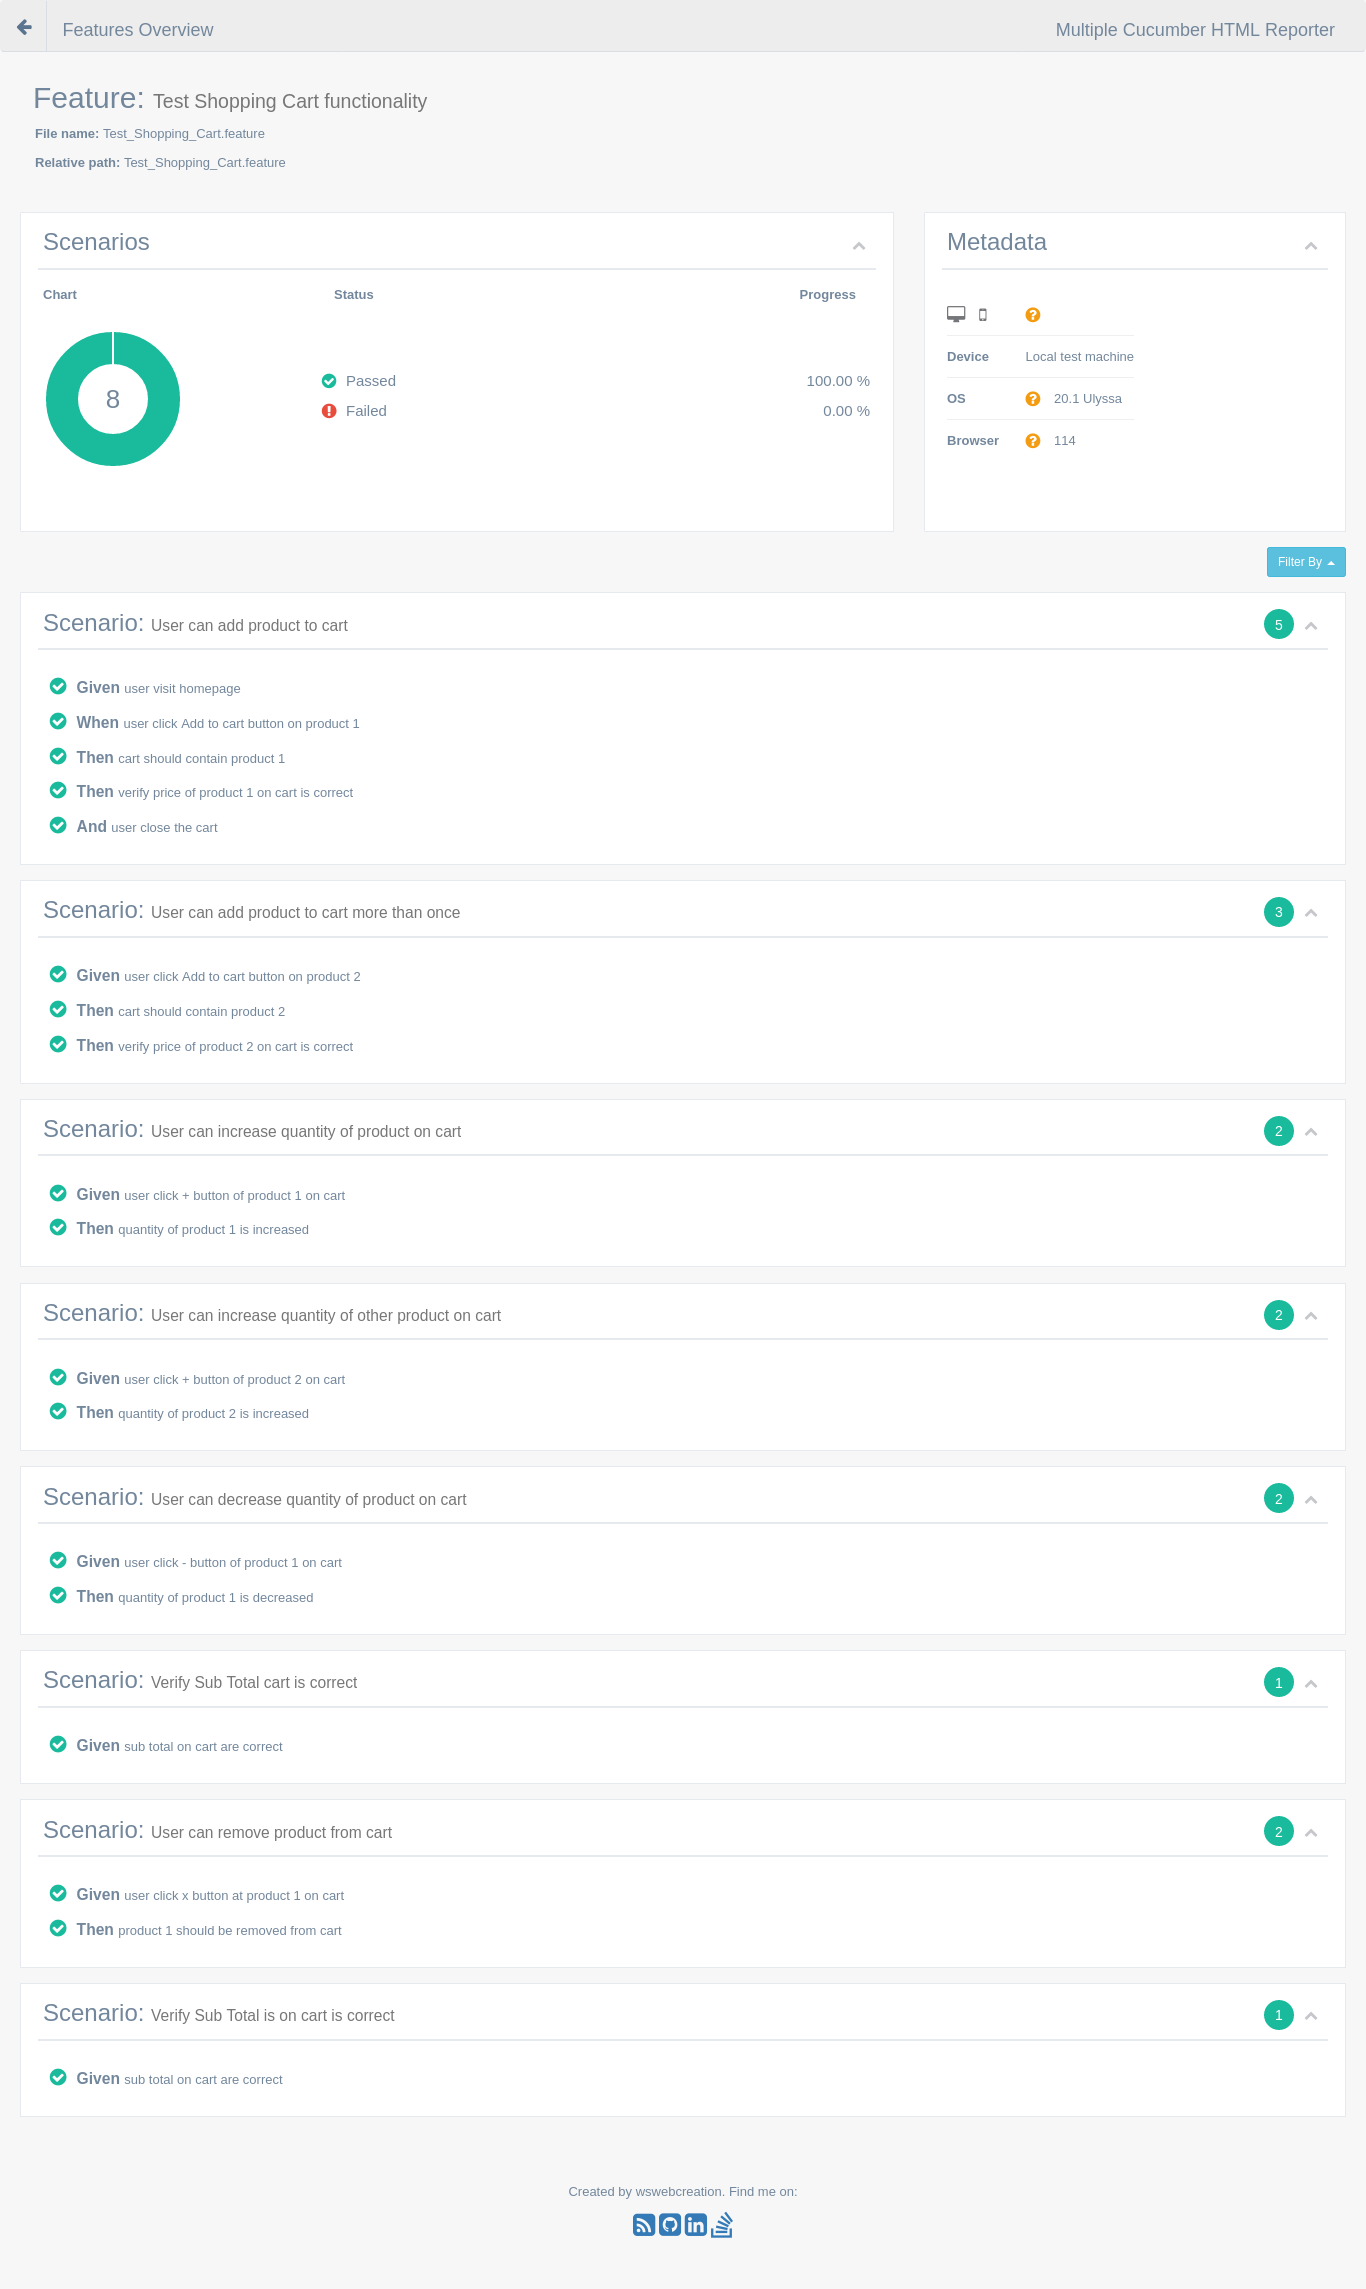 Features Overview
Multiple Cucumber HTML Reporter
Feature: Test Shopping Cart functionality
File name: Test_Shopping_Cart.feature
Relative path: Test_Shopping_Cart.feature
Scenarios
Chart Status Progress
8
Passed 100.00 %
Failed 0.00 %
Metadata
Device Local test machine
OS 20.1 Ulyssa
Browser 114
Filter By
Scenario: User can add product to cart 5
Given user visit homepage
When user click Add to cart button on product 1
Then cart should contain product 1
Then verify price of product 1 on cart is correct
And user close the cart
Scenario: User can add product to cart more than once 3
Given user click Add to cart button on product 2
Then cart should contain product 2
Then verify price of product 2 on cart is correct
Scenario: User can increase quantity of product on cart 2
Given user click + button of product 1 on cart
Then quantity of product 1 is increased
Scenario: User can increase quantity of other product on cart 2
Given user click + button of product 2 on cart
Then quantity of product 2 is increased
Scenario: User can decrease quantity of product on cart 2
Given user click - button of product 1 on cart
Then quantity of product 1 is decreased
Scenario: Verify Sub Total cart is correct 1
Given sub total on cart are correct
Scenario: User can remove product from cart 2
Given user click x button at product 1 on cart
Then product 1 should be removed from cart
Scenario: Verify Sub Total is on cart is correct 1
Given sub total on cart are correct
Created by wswebcreation. Find me on: